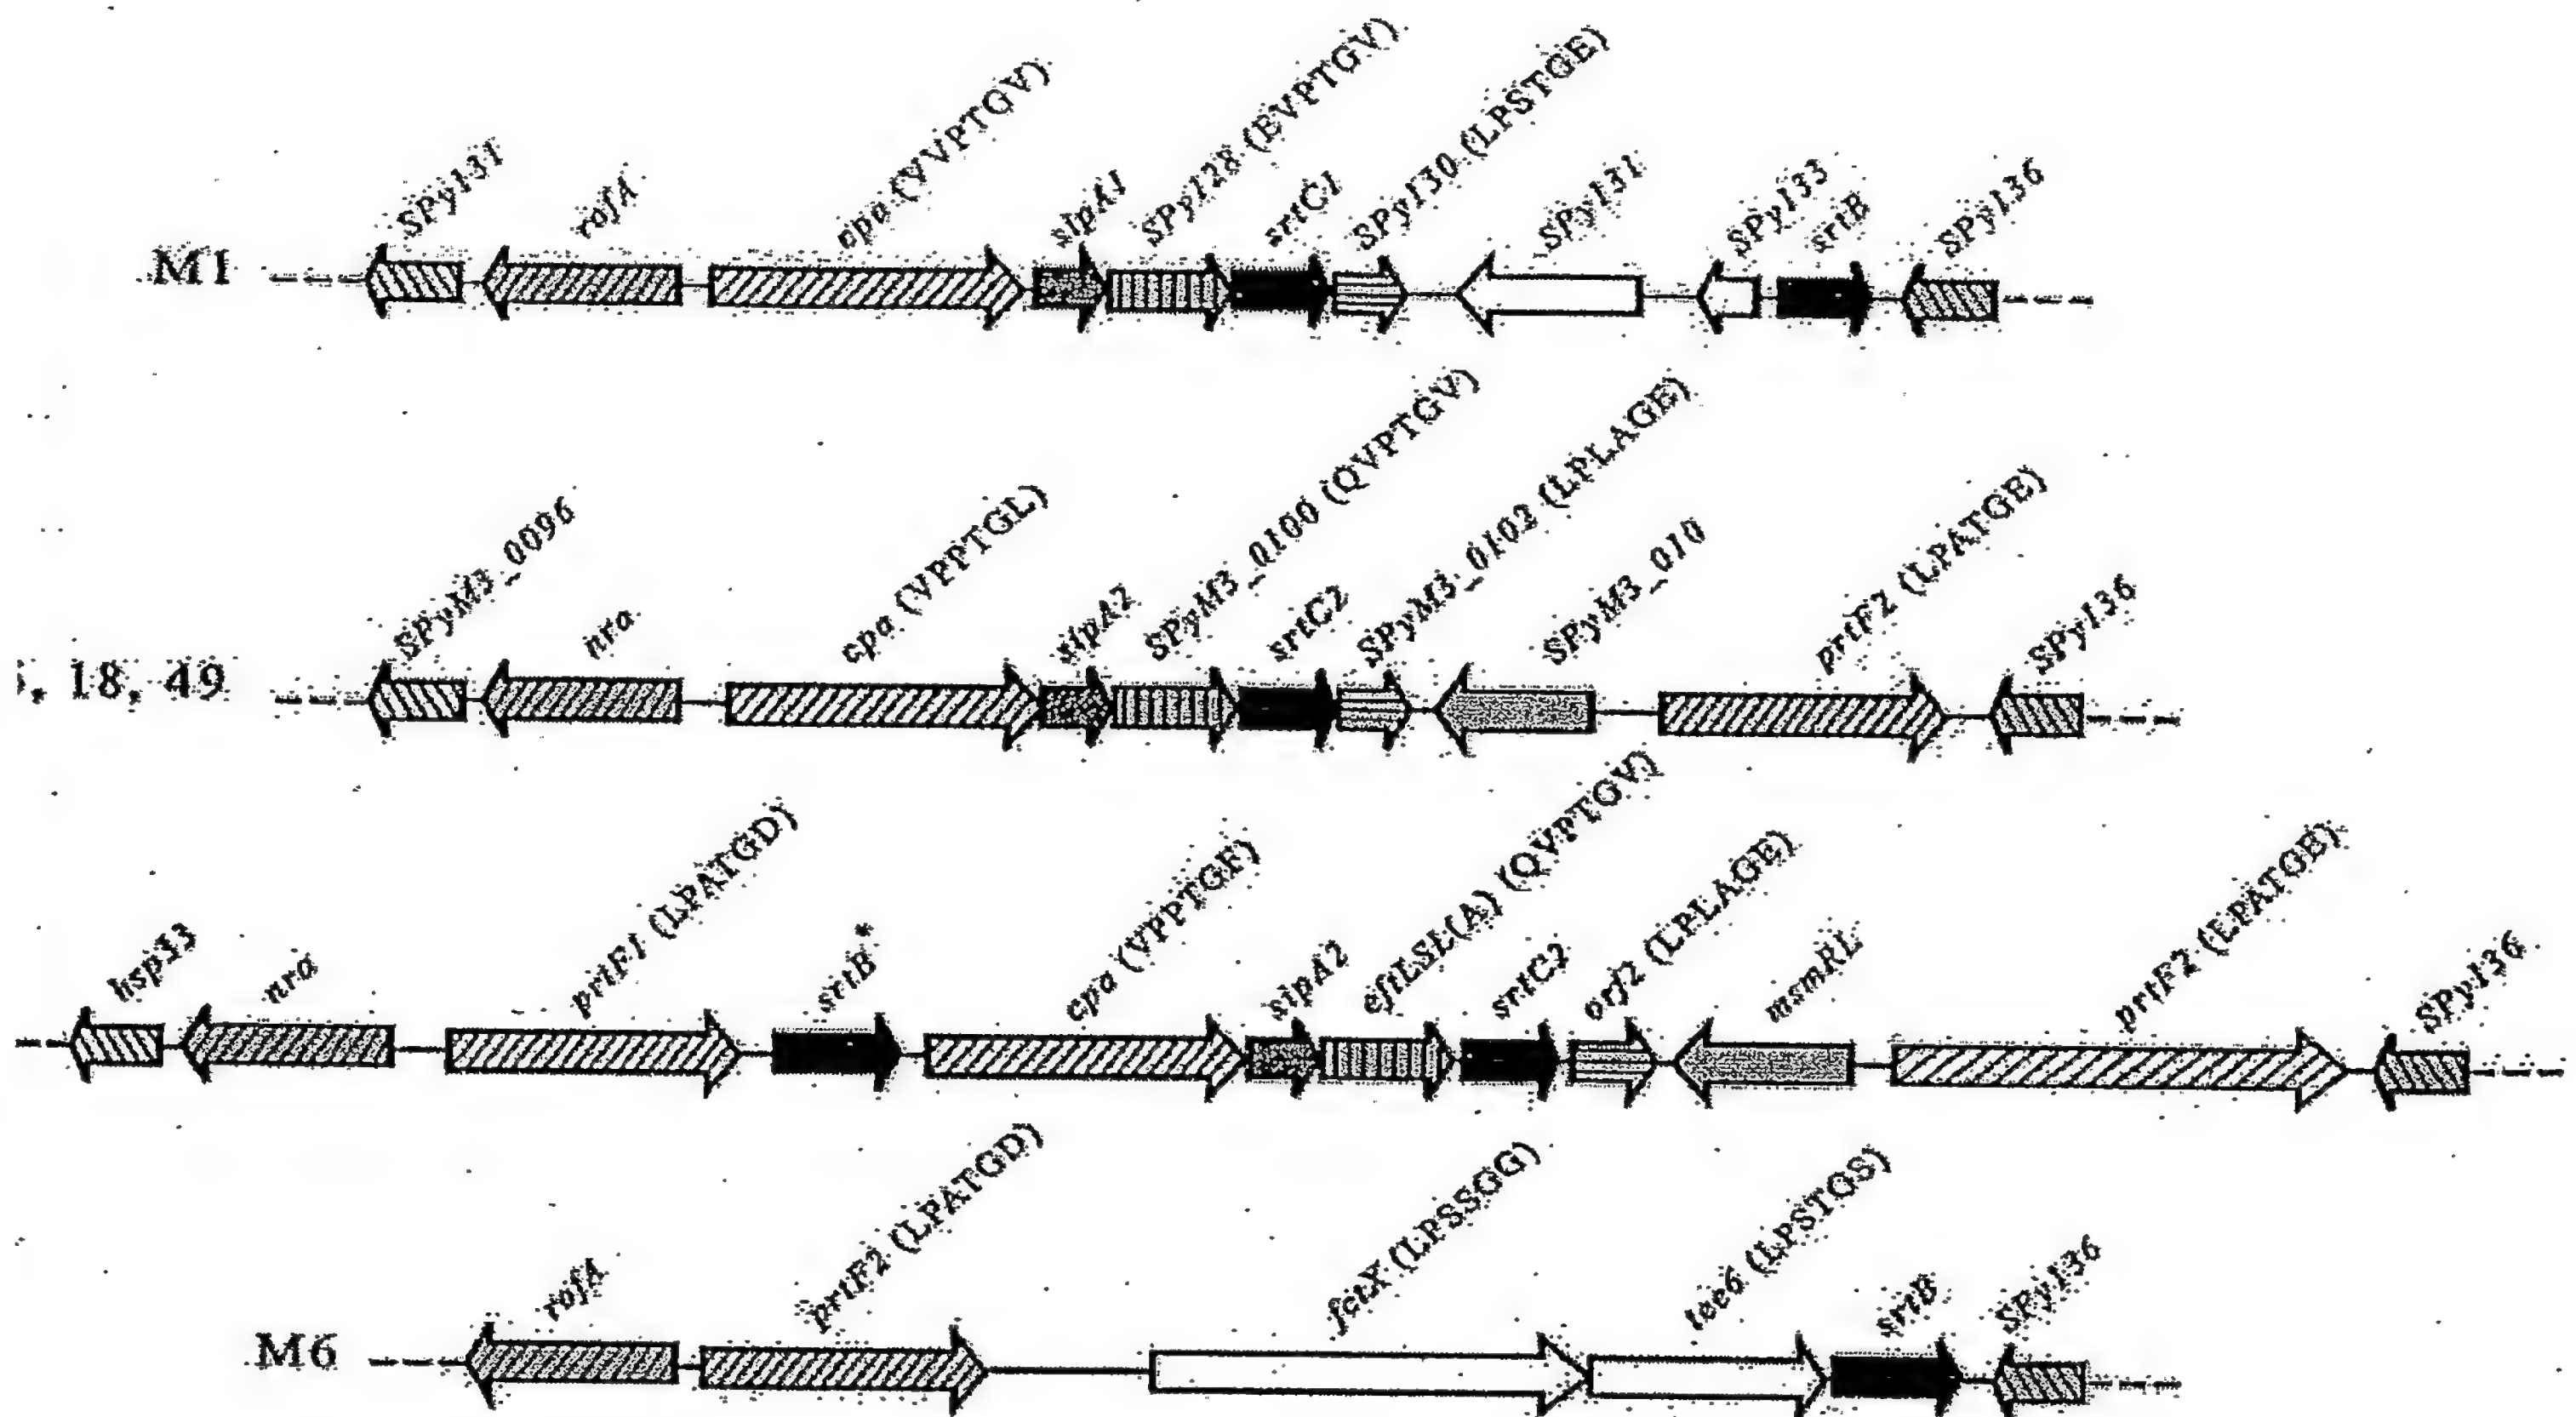 M1 SPy131 rofA cpa (VVPTGV) sipA1 SPy128 (EVPTGV) srtC1 SPy130 (LPSTGE) SPy131 SPy133 srtB SPy136
, 18, 49 SPyM3_0096 nra cpa (VPPTGL) sipA2 SPyM3_0100 (QVPTGV) srtC2 SPyM3_0102 (LPLAGE) SPyM3_010 prtF2 (LPATGE) SPy136
hsp33 nra prtF1 (LPATGD) srtB* cpa (VPPTGF) sipA2 eftLSL(A) (QVPTGV) srtC2 orf2 (LPLAGE) msmRL prtF2 (LPATGE) SPy136
M6 rofA prtF2 (LPATGD) fctX (LPSSGG) tee6 (LPSTGS) srtB SPy136